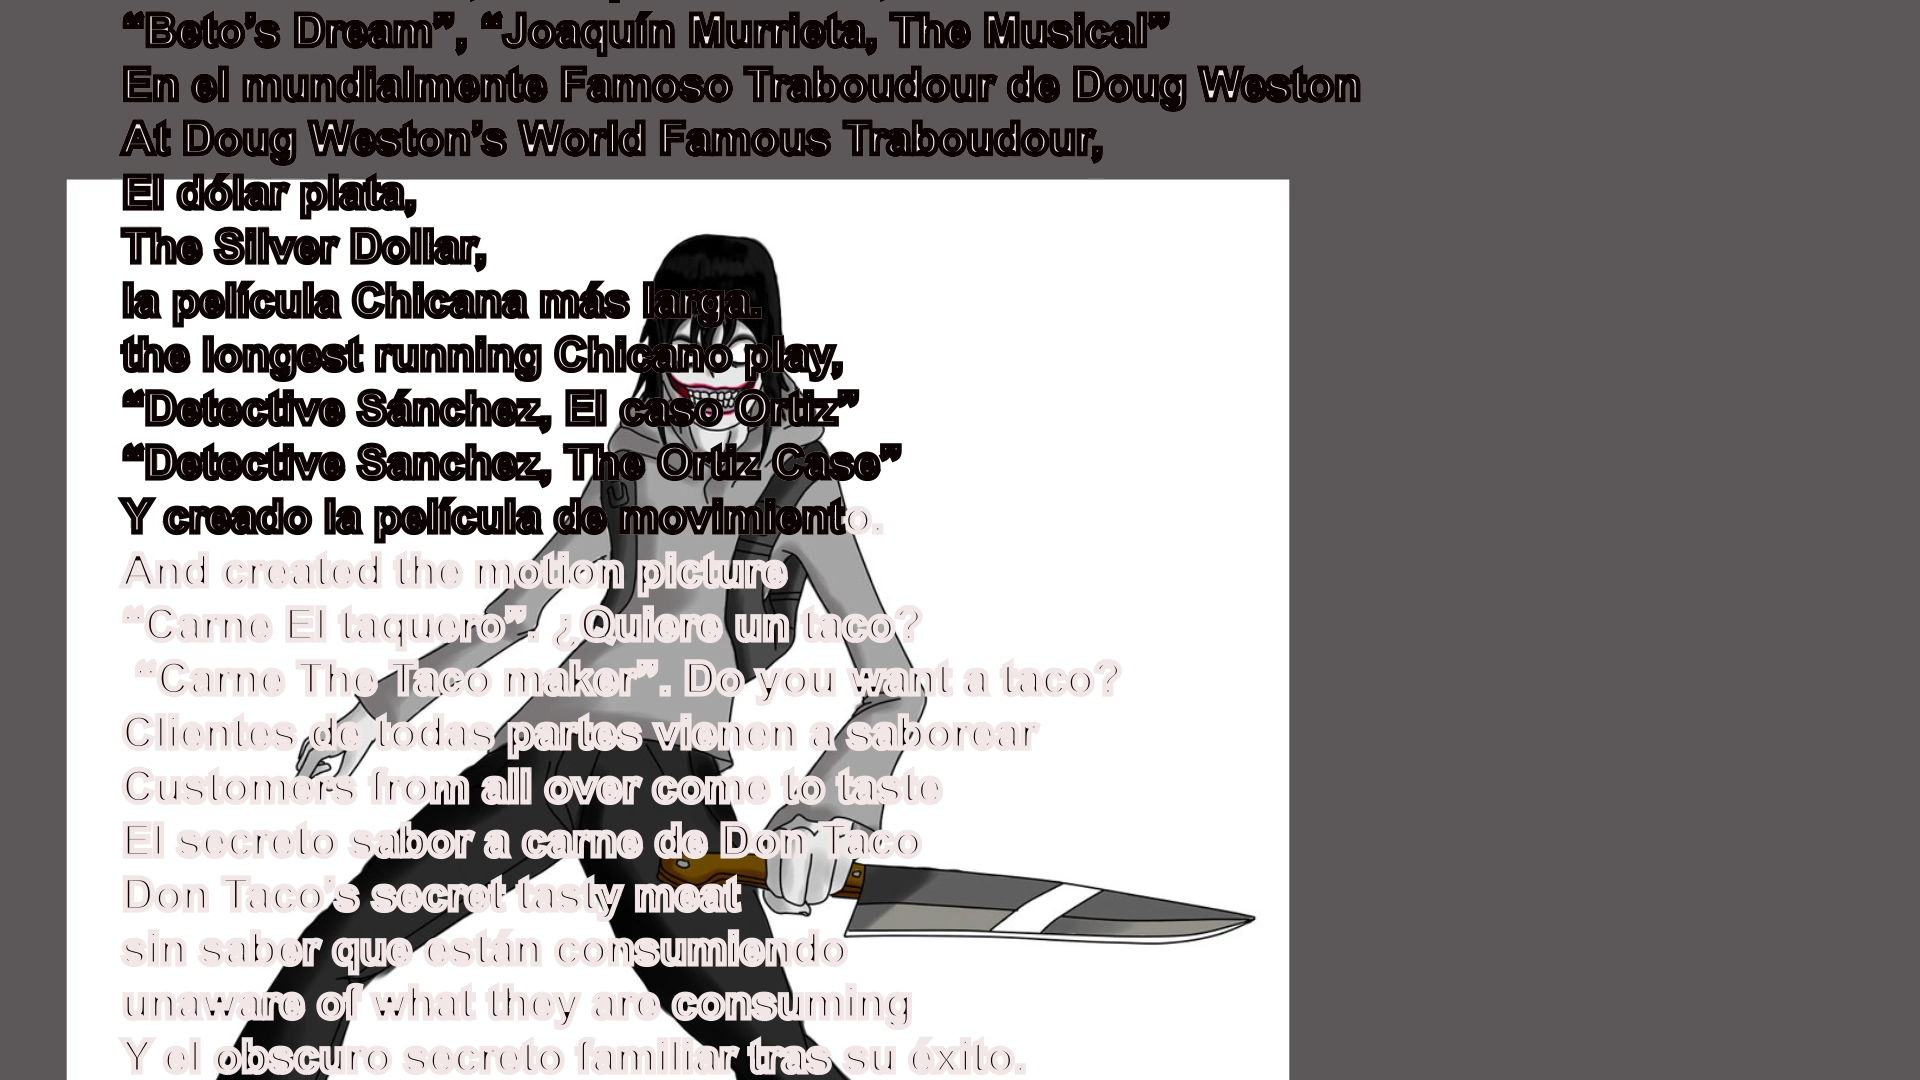 “Beto’s Dream”, “Joaquín Murrieta, The Musical”
En el mundialmente Famoso Traboudour de Doug Weston
At Doug Weston’s World Famous Traboudour,
El dólar plata,
The Silver Dollar,
la película Chicana más larga.
the longest running Chicano play,
“Detective Sánchez, El caso Ortiz”
“Detective Sanchez, The Ortiz Case”
Y creado la película de movimiento.
And created the motion picture
“Carne El taquero”. ¿Quiere un taco?
“Carne The Taco maker”. Do you want a taco?
Clientes de todas partes vienen a saborear
Customers from all over come to taste
El secreto sabor a carne de Don Taco
Don Taco’s secret tasty meat
sin saber que están consumiendo
unaware of what they are consuming
Y el obscuro secreto familiar tras su éxito.